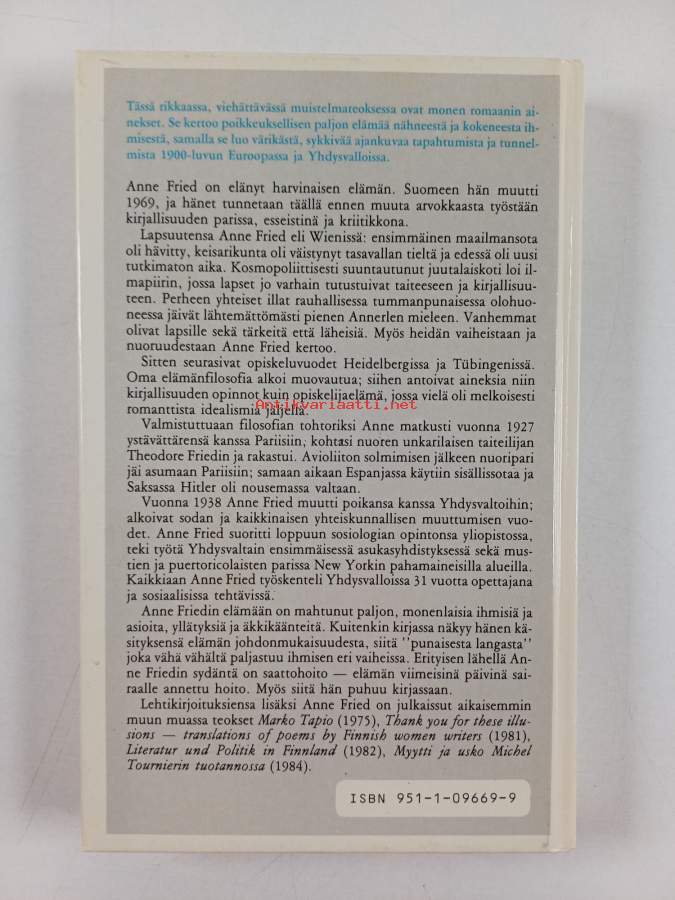 Tässä rikkaassa, viehättävässä muistelmateoksessa ovat monen romaanin ai-
nekset. Se kertoo poikkeuksellisen paljon elämää nähneestä ja kokeneesta ih-
misestä, samalla se luo värikästä, sykkivää ajankuvaa tapahtumista ja tunnel-
mista 1900-luvun Euroopassa ja Yhdysvalloissa.
Anne Fried on elänyt harvinaisen elämän. Suomeen hän muutti
1969, ja hänet tunnetaan täällä ennen muuta arvokkaasta työstään
kirjallisuuden parissa, esseistinä ja kriitikkona.
Lapsuutensa Anne Fried eli Wienissä: ensimmäinen maailmansota
oli hävitty, keisarikunta oli väistynyt tasavallan tieltä ja edessä oli uusi
tutkimaton aika. Kosmopoliittisesti suuntautunut juutalaiskoti loi il-
mapiirin, jossa lapset jo varhain tutustuivat taiteeseen ja kirjallisuu-
teen. Perheen yhteiset illat rauhallisessa tummanpunaisessa olohuo-
neessa jäivät lähtemättömästi pienen Annerlen mieleen. Vanhemmat
olivat lapsille sekä tärkeitä että läheisiä. Myös heidän vaiheistaan ja
nuoruudestaan Anne Fried kertoo.
Sitten seurasivat opiskeluvuodet Heidelbergissa ja Tübingenissä.
Oma elämänfilosofia alkoi muovautua; siihen antoivat aineksia niin
kirjallisuuden opinnot kuin opiskelijaelämä, jossa vielä oli melkoisesti
Antikvariaatti.net
romanttista idealismia jäljellä.
Valmistuttuaan filosofian tohtoriksi Anne matkusti vuonna 1927
ystävättärensä kanssa Pariisiin, kohtasi nuoren unkarilaisen taiteilijan
Theodore Friedin ja rakastui. Avioliiton solmimisen jälkeen nuoripari
jäi asumaan Pariisiin; samaan aikaan Espanjassa käytiin sisällissotaa ja
Saksassa Hitler oli nousemassa valtaan.
Vuonna 1938 Anne Fried muutti poikansa kanssa Yhdysvaltoihin;
alkoivat sodan ja kaikkinaisen yhteiskunnallisen muuttumisen vuo-
det. Anne Fried suoritti loppuun sosiologian opintonsa yliopistossa,
teki työtä Yhdysvaltain ensimmäisessä asukasyhdistyksessä sekä mus-
tien ja puertoricolaisten parissa New Yorkin pahamaineisilla alueilla.
Kaikkiaan Anne Fried työskenteli Yhdysvalloissa 31 vuotta opettajana
ja sosiaalisissa tehtävissä.
Anne Friedin elämään on mahtunut paljon, monenlaisia ihmisiä ja
asioita, yllätyksiä ja äkkikäänteitä. Kuitenkin kirjassa näkyy hänen kä-
sityksensä elämän johdonmukaisuudesta, siitä "punaisesta langasta"
joka vähä vähältä paljastuu ihmisen eri vaiheissa. Erityisen lähellä An-
ne Friedin sydäntä on saattohoito — elämän viimeisinä päivinä sai-
raalle annettu hoito. Myös siitä hän puhuu kirjassaan.
Lehtikirjoituksiensa lisäksi Anne Fried on julkaissut aikaisemmin
muun muassa teokset Marko Tapio (1975), Thank you for these illu-
sions — translations of poems by Finnish women writers (1981),
Literatur und Politik in Finnland (1982), Myytti ja usko Michel
Tournierin tuotannossa (1984).
ISBN 951-1-09669-9